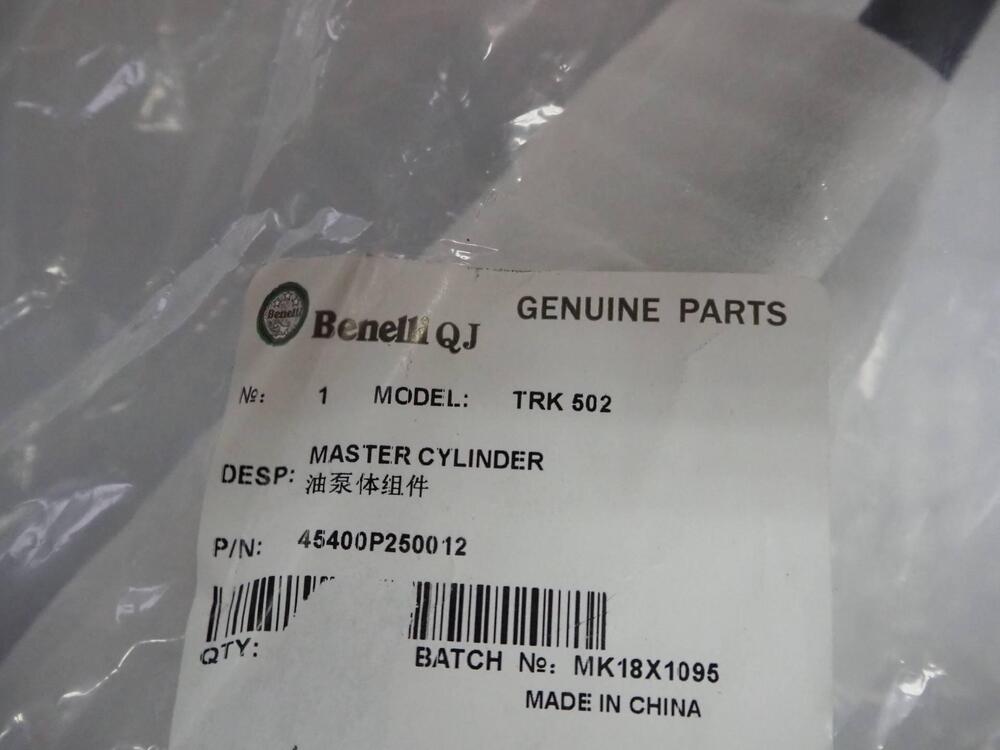 Benelli
Benelli QJ
GENUINE PARTS
№: 1 MODEL: TRK 502
DESP: MASTER CYLINDER
油泵体组件
P/N: 45400P250012
QTY:
BATCH №: MK18X1095
MADE IN CHINA